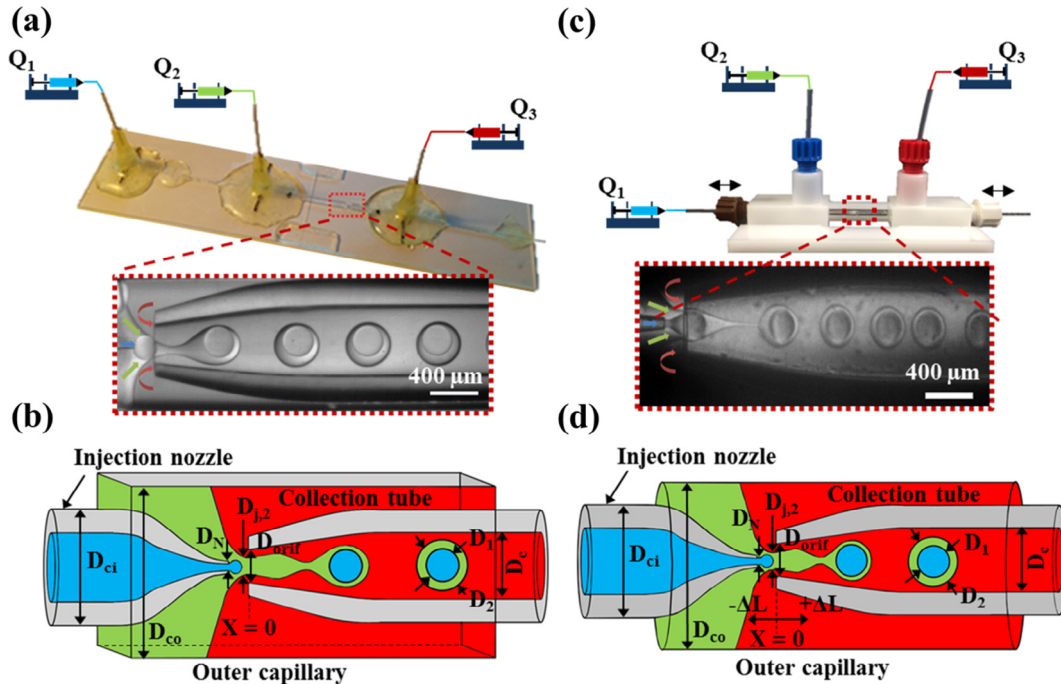 (a)
Q1
Q2
Q3
400 µm
(c)
Q2
Q3
Q1
400 µm
(b)
Injection nozzle
Collection tube
Dj,2
DN
Dorif
Dci
D1
Dc
D2
Dco
X = 0
Outer capillary
(d)
Injection nozzle
Collection tube
Dj,2
DN
Dorif
Dci
D1
Dc
D2
-ΔL
+ΔL
Dco
X = 0
Outer capillary